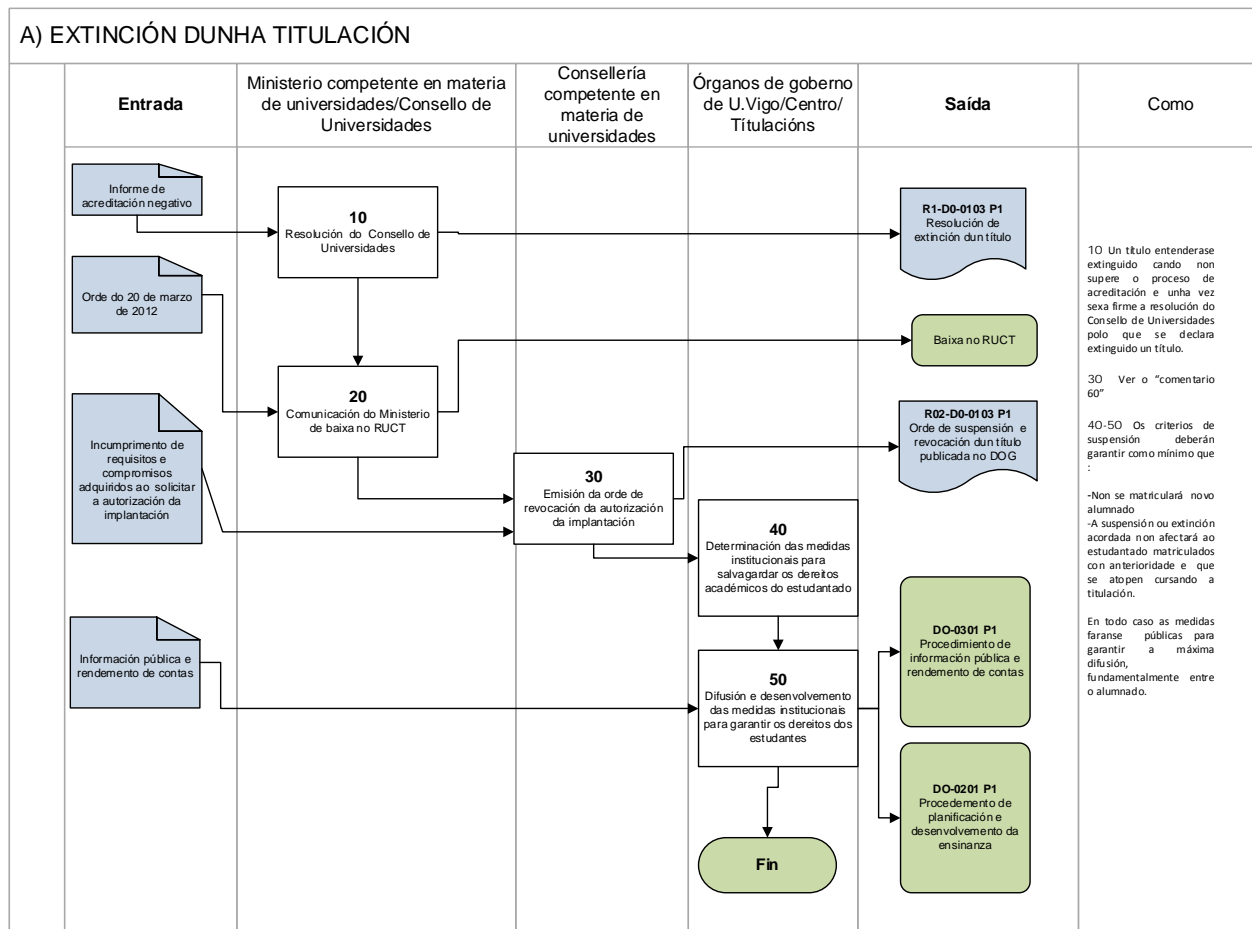 A) EXTINCIÓN DUNHA TITULACIÓN
Entrada
Ministerio competente en materia
de universidades/Consello de
Universidades
Consellería
competente en
materia de
universidades
Órganos de goberno
de U.Vigo/Centro/
Títulacións
Saída
Como
Informe de
acreditación negativo
10
Resolución do Consello de
Universidades
R1-D0-0103 P1
Resolución de
extinción dun título
Orde do 20 de marzo
de 2012
Baixa no RUCT
20
Comunicación do Ministerio
de baixa no RUCT
Incumprimento de
requisitos e
compromisos
adquiridos ao solicitar
a autorización da
implantación
R02-D0-0103 P1
Orde de suspensión e
revocación dun título
publicada no DOG
30
Emisión da orde de
revocación da autorización
da implantación
40
Determinación das medidas
institucionais para
salvagardar os dereitos
académicos do estudantado
Información pública e
rendemento de contas
50
Difusión e desenvolvemento
das medidas institucionais
para garantir os dereitos dos
estudantes
DO-0301 P1
Procedimiento de
información pública e
rendemento de contas
DO-0201 P1
Procedemento de
planificación e
desenvolvemento da
ensinanza
Fin
10 Un título entenderase
extinguido cando non
supere o proceso de
acreditación e unha vez
sexa firme a resolución do
Consello de Universidades
polo que se declara
extinguido un título.
30 Ver o "comentario
60"
40-50 Os criterios de
suspensión deberán
garantir como mínimo que
:
-Non se matriculará novo
alumnado
-A suspensión ou extinción
acordada non afectará ao
estudantado matriculados
con anterioridade e que
se atopen cursando a
titulación.
En todo caso as medidas
faranse públicas para
garantir a máxima
difusión,
fundamentalmente entre
o alumnado.